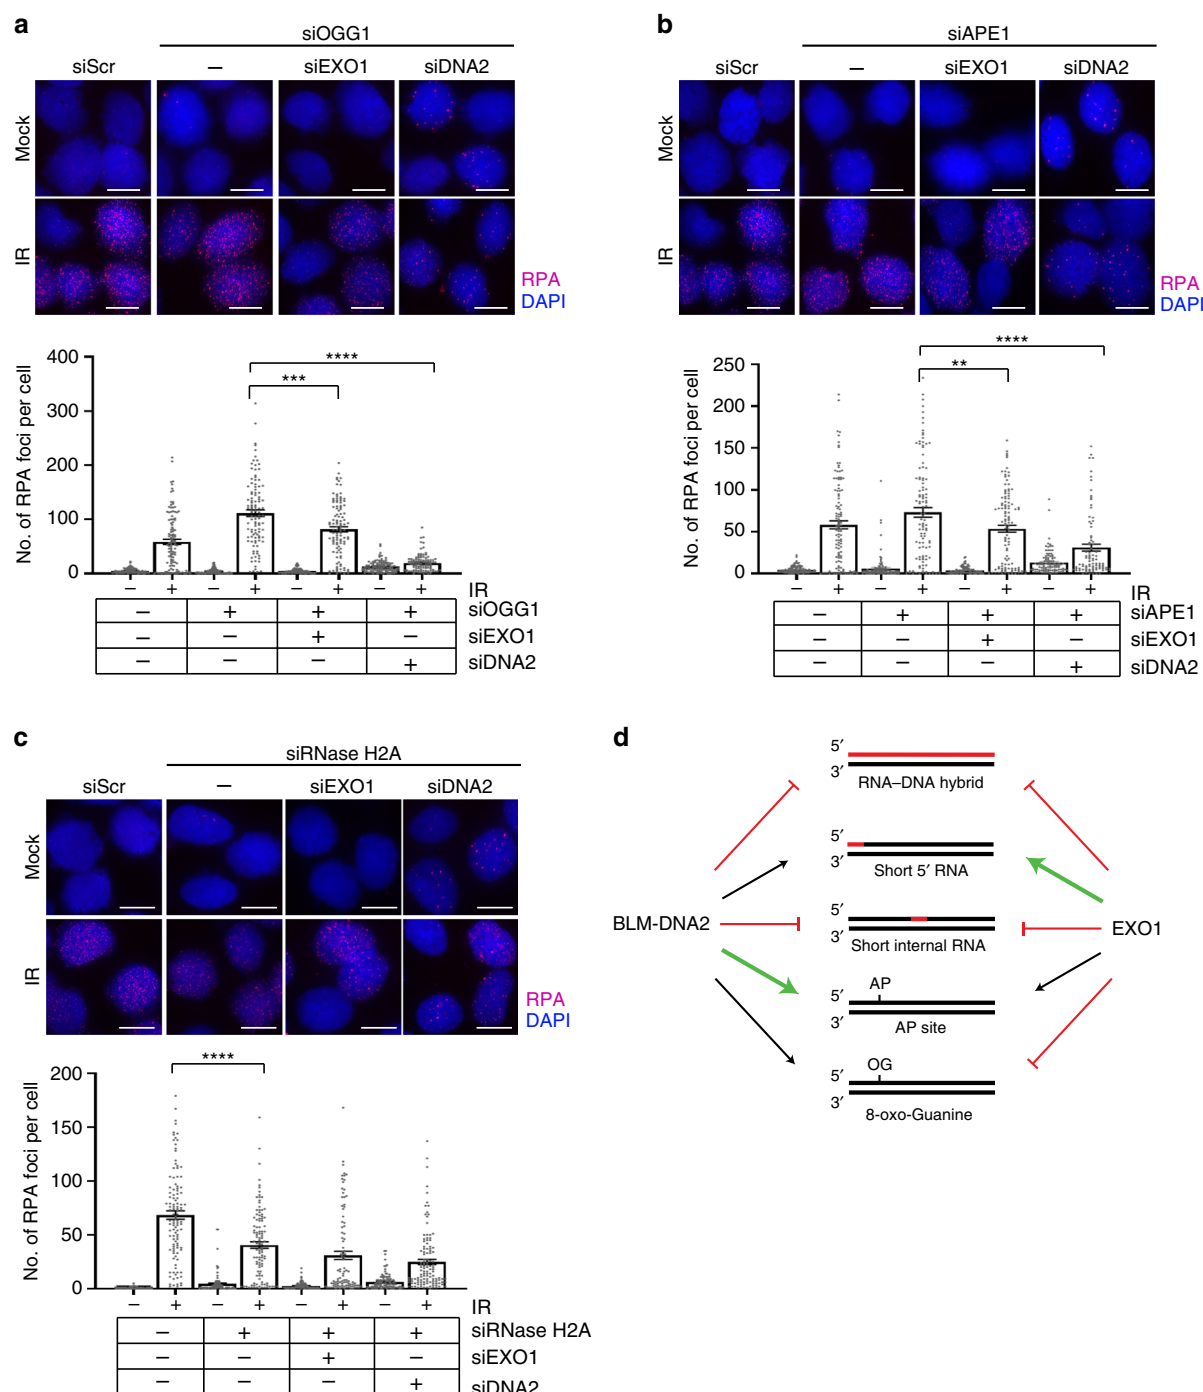 a
siOGG1
siScr – siEXO1 siDNA2
Mock
IR
RPA
DAPI
**** 
***
No. of RPA foci per cell
400
300
200
100
0
– + – + – + – + IR
– + + + siOGG1
– – + – siEXO1
– – – + siDNA2
b
siAPE1
siScr – siEXO1 siDNA2
Mock
IR
RPA
DAPI
****
**
No. of RPA foci per cell
250
200
150
100
50
0
– + – + – + – + IR
– + + + siAPE1
– – + – siEXO1
– – – + siDNA2
c
siRNase H2A
siScr – siEXO1 siDNA2
Mock
IR
RPA
DAPI
****
No. of RPA foci per cell
200
150
100
50
0
– + – + – + – + IR
– + + + siRNase H2A
– – + – siEXO1
– – – + siDNA2
d
5′
3′
RNA–DNA hybrid
5′
3′
Short 5′ RNA
BLM-DNA2
5′
3′
Short internal RNA
EXO1
AP
5′
3′
AP site
OG
5′
3′
8-oxo-Guanine